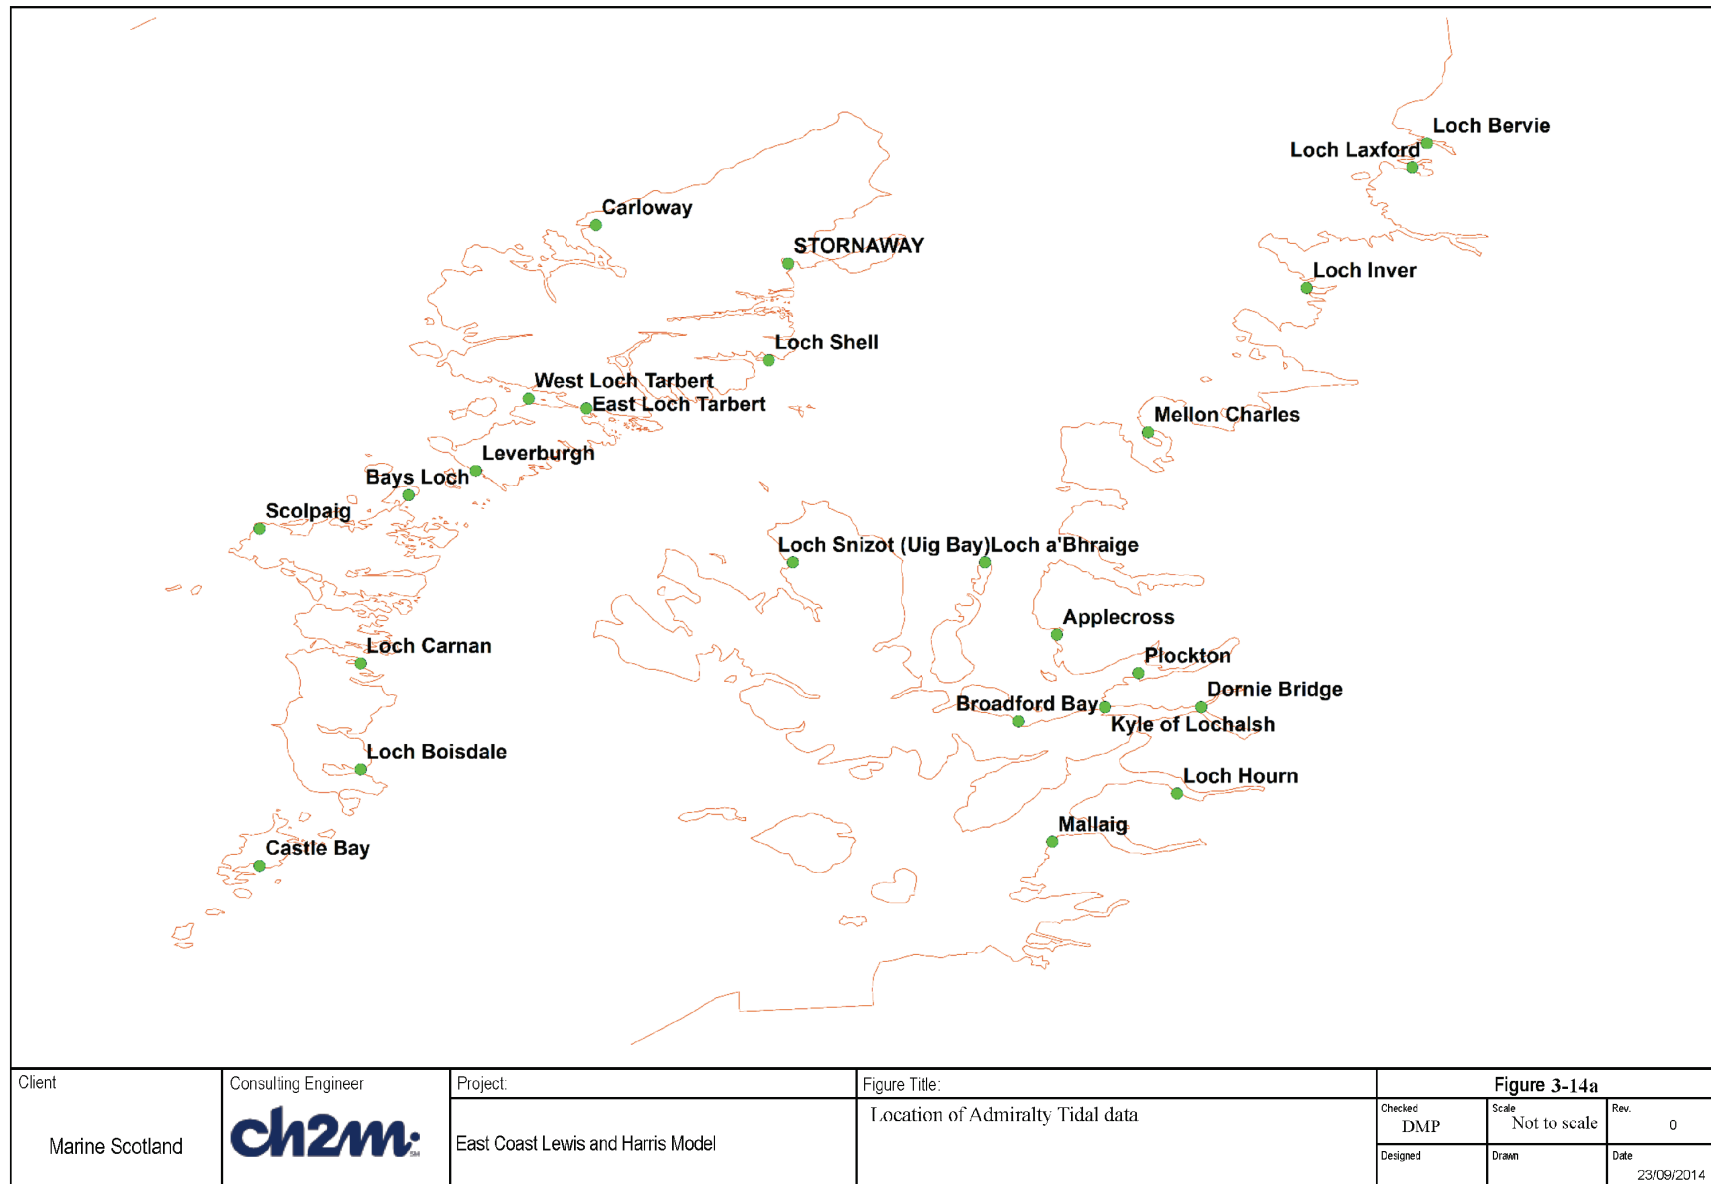 Loch Bervie
Loch Laxford
Carloway
STORNAWAY
Loch Inver
Loch Shell
West Loch Tarbert
East Loch Tarbert
Mellon Charles
Leverburgh
Bays Loch
Scolpaig
Loch Snizot (Uig Bay)
Loch a'Bhraige
Applecross
Loch Carnan
Plockton
Dornie Bridge
Broadford Bay
Kyle of Lochalsh
Loch Boisdale
Loch Hourn
Mallaig
Castle Bay
Client
Marine Scotland
Consulting Engineer
ch2m:
SM
Project:
East Coast Lewis and Harris Model
Figure Title:
Location of Admiralty Tidal data
Figure 3-14a
Checked
DMP
Scale
Not to scale
Rev.
0
Designed
Drawn
Date
23/09/2014